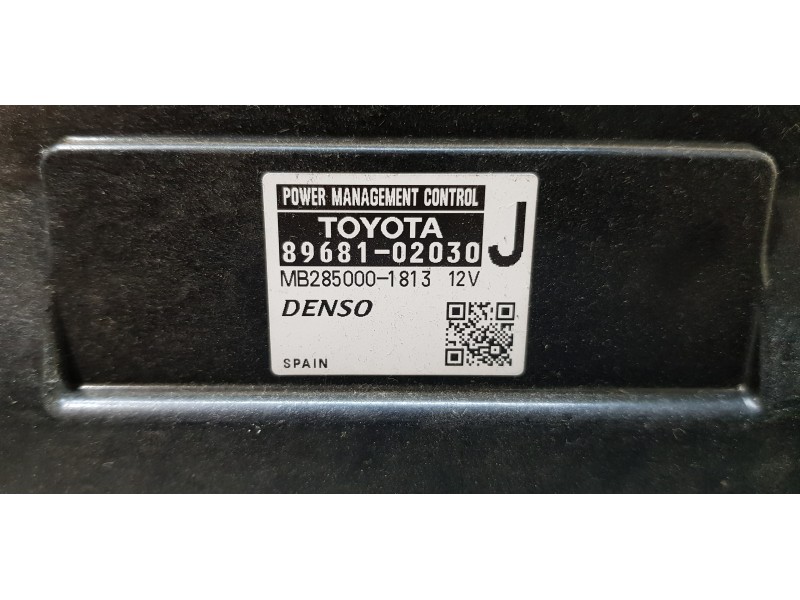 POWER MANAGEMENT CONTROL
TOYOTA
89681-02030 J
MB285000-1813 12V
DENSO
SPAIN